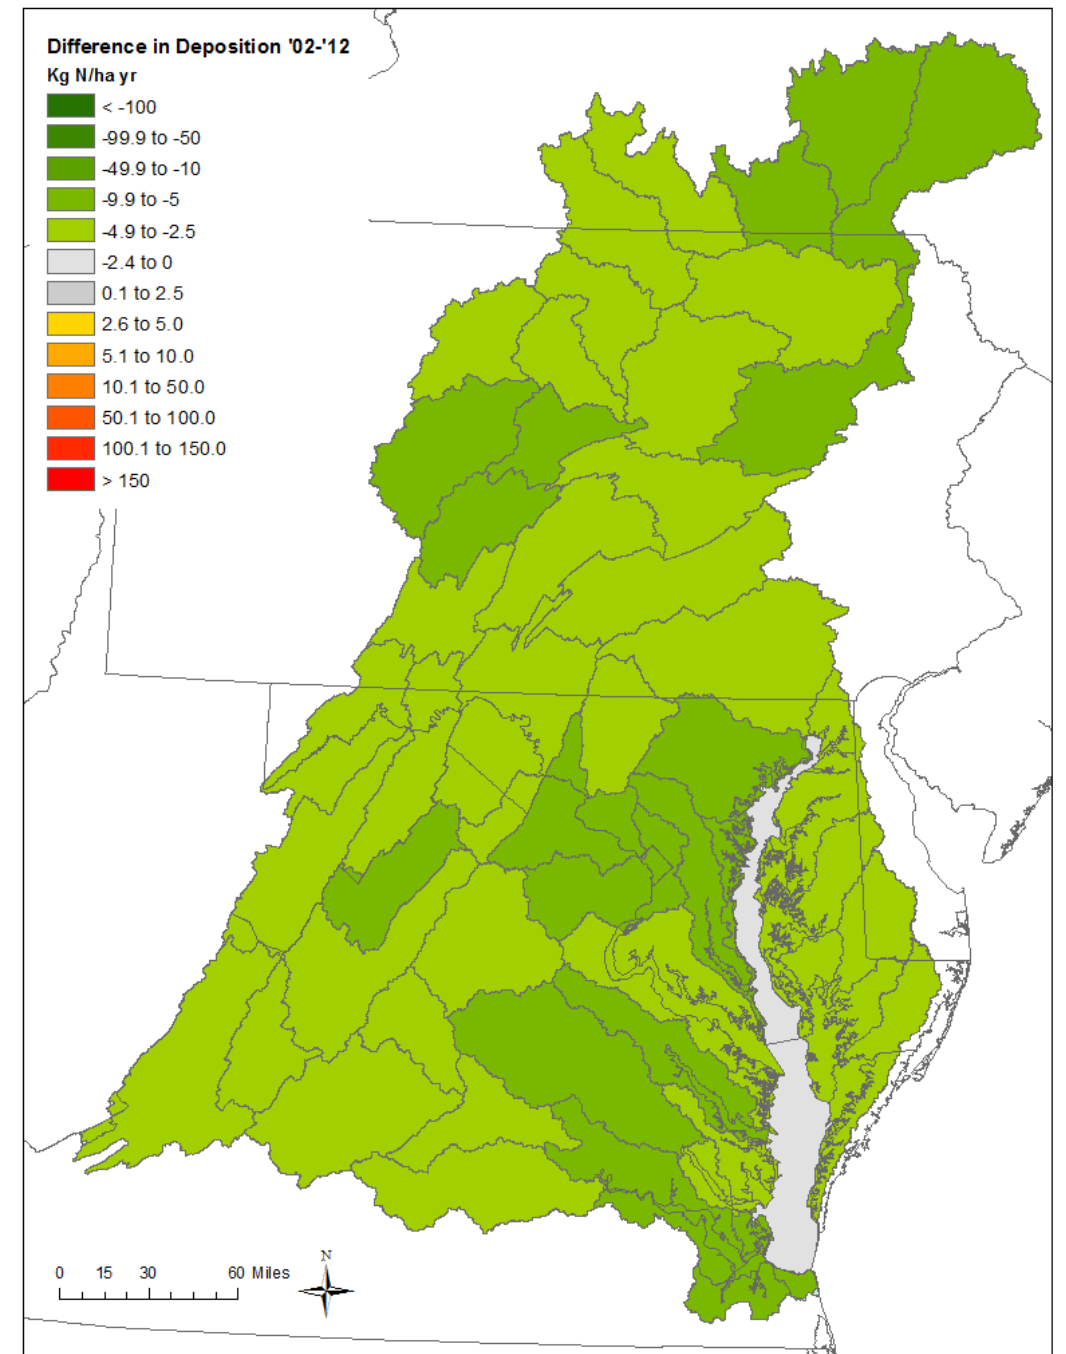 Difference in Deposition '02-'12
Kg N/ha yr
< -100
-99.9 to -50
-49.9 to -10
-9.9 to -5
-4.9 to -2.5
-2.4 to 0
0.1 to 2.5
2.6 to 5.0
5.1 to 10.0
10.1 to 50.0
50.1 to 100.0
100.1 to 150.0
> 150
N
0 15 30 60 Miles